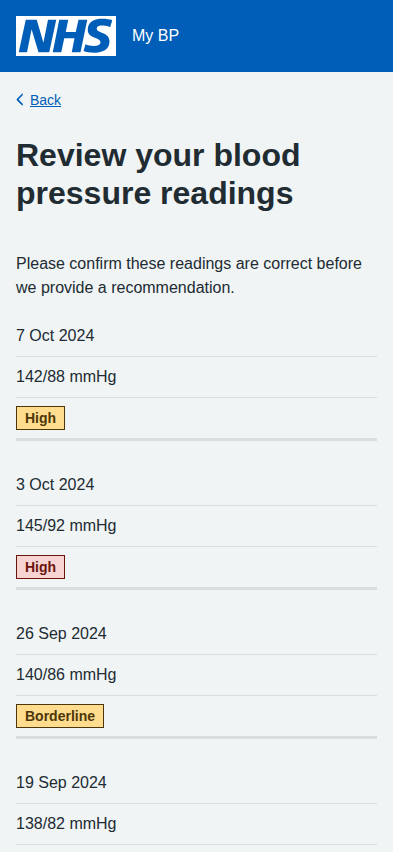 NHS My BP
Back
Review your blood
pressure readings
Please confirm these readings are correct before
we provide a recommendation.
7 Oct 2024
142/88 mmHg
High
3 Oct 2024
145/92 mmHg
High
26 Sep 2024
140/86 mmHg
Borderline
19 Sep 2024
138/82 mmHg